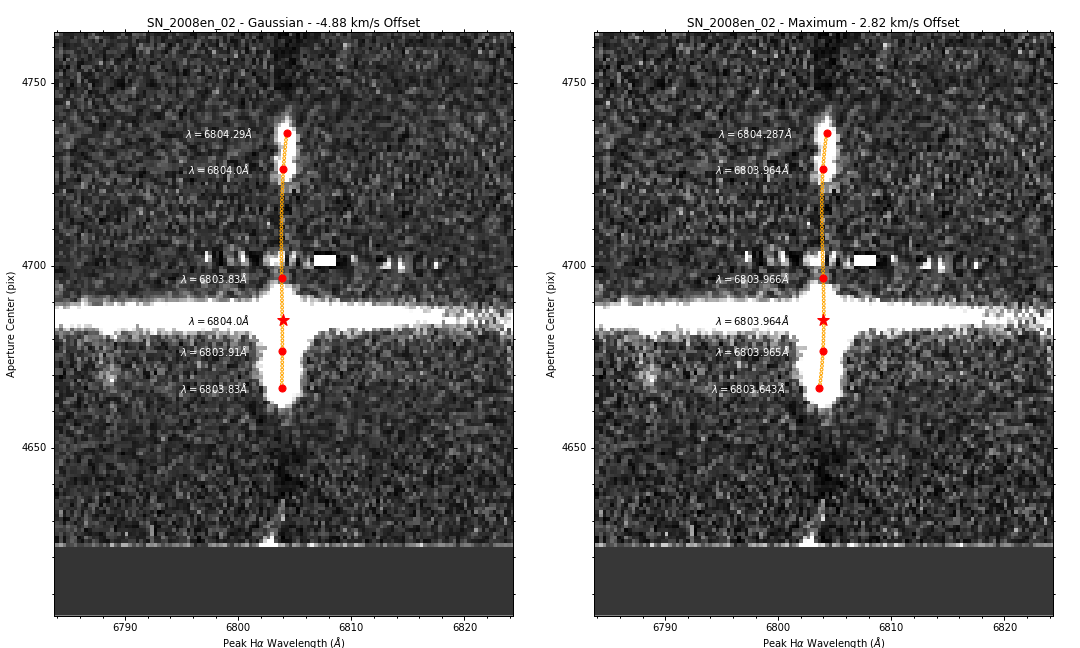 SN_2008en_02 - Gaussian - -4.88 km/s Offset
4750
4700
4650
Aperture Center (pix)
λ = 6804.29Å
λ = 6804.0Å
λ = 6803.83Å
λ = 6804.0Å
λ = 6803.91Å
λ = 6803.83Å
6790 6800 6810 6820
Peak Hα Wavelength (Å)
SN_2008en_02 - Maximum - 2.82 km/s Offset
4750
4700
4650
Aperture Center (pix)
λ = 6804.287Å
λ = 6803.964Å
λ = 6803.966Å
λ = 6803.964Å
λ = 6803.965Å
λ = 6803.643Å
6790 6800 6810 6820
Peak Hα Wavelength (Å)